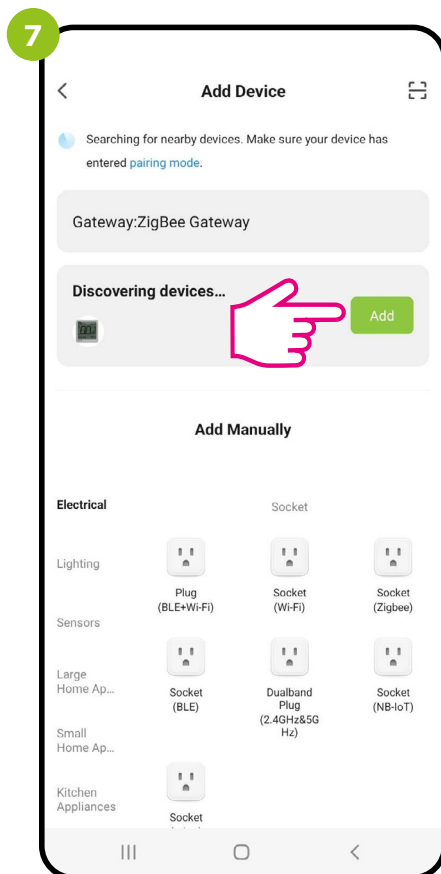 7
Add Device
Searching for nearby devices. Make sure your device has
entered pairing mode.
Gateway:ZigBee Gateway
Discovering devices...
Add
Add Manually
Electrical
Socket
Lighting
Plug
(BLE+Wi-Fi)
Socket
(Wi-Fi)
Socket
(Zigbee)
Sensors
Large
Home Ap...
Socket
(BLE)
Dualband
Plug
(2.4GHz&5G
Hz)
Socket
(NB-IoT)
Small
Home Ap...
Kitchen
Appliances
Socket